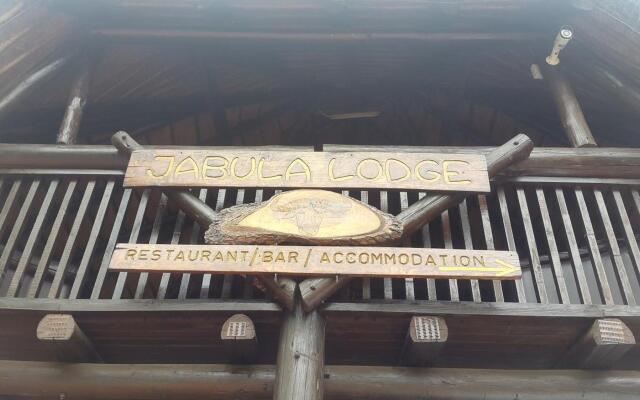 JABULA LODGE
RESTAURANT/BAR/ACCOMMODATION